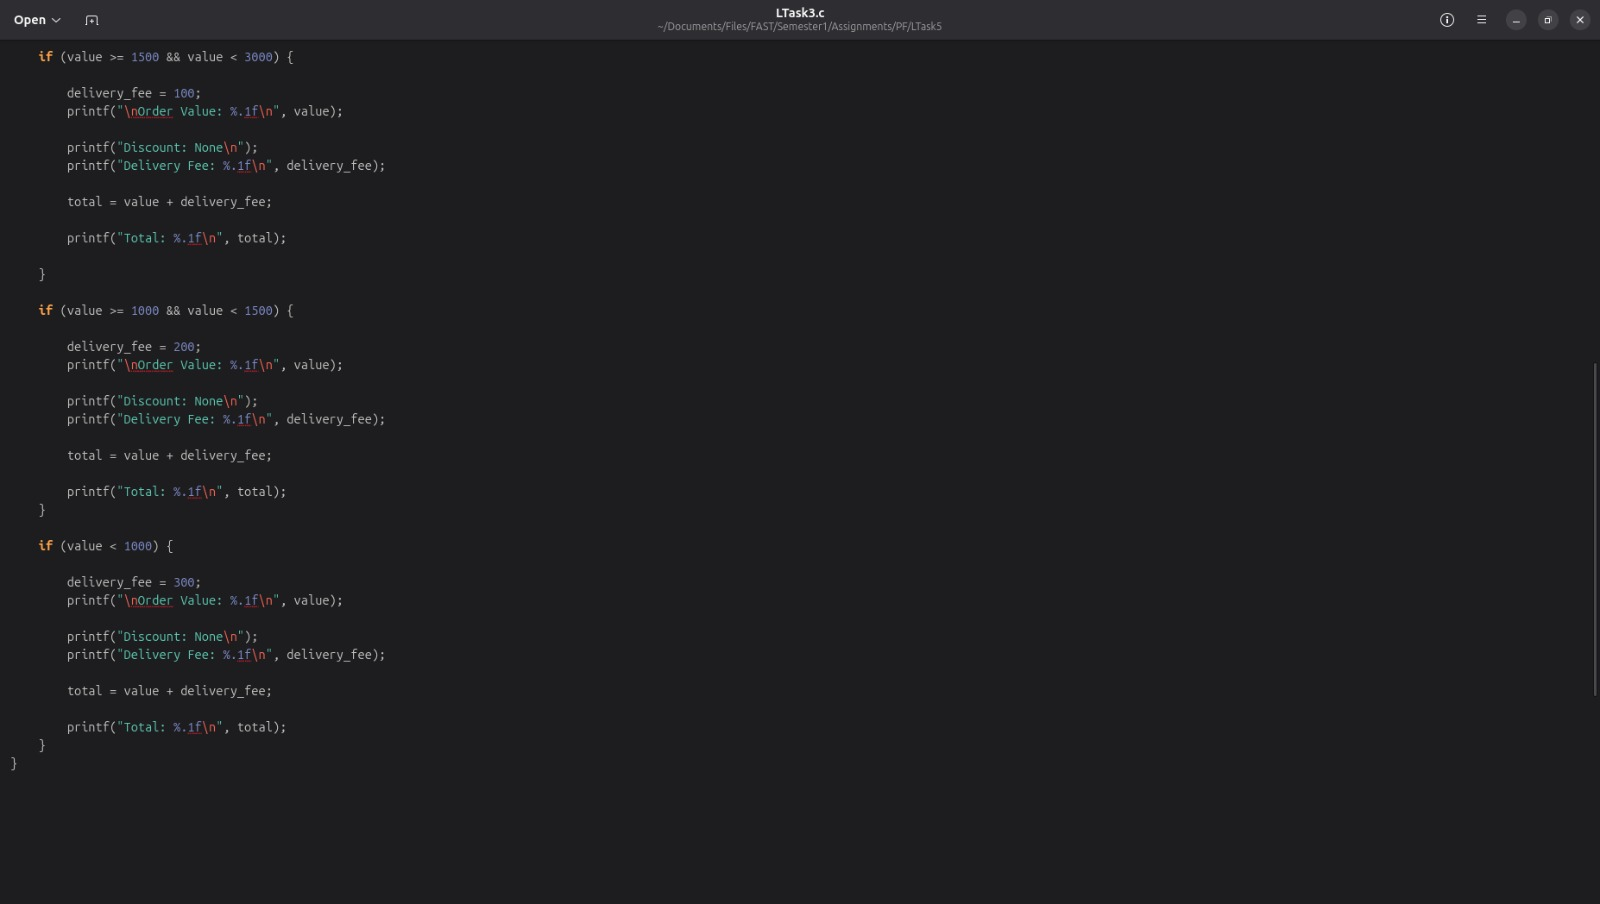 Open
LTask3.c
~/Documents/Files/FAST/Semester1/Assignments/PF/LTask5
if (value >= 1500 && value < 3000) {
delivery_fee = 100;
printf("\nOrder Value: %.1f\n", value);
printf("Discount: None\n");
printf("Delivery Fee: %.1f\n", delivery_fee);
total = value + delivery_fee;
printf("Total: %.1f\n", total);
}
if (value >= 1000 && value < 1500) {
delivery_fee = 200;
printf("\nOrder Value: %.1f\n", value);
printf("Discount: None\n");
printf("Delivery Fee: %.1f\n", delivery_fee);
total = value + delivery_fee;
printf("Total: %.1f\n", total);
}
if (value < 1000) {
delivery_fee = 300;
printf("\nOrder Value: %.1f\n", value);
printf("Discount: None\n");
printf("Delivery Fee: %.1f\n", delivery_fee);
total = value + delivery_fee;
printf("Total: %.1f\n", total);
}
}